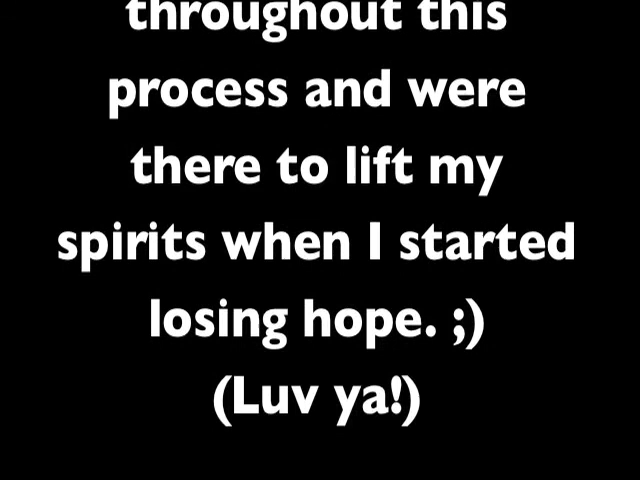 throughout this
process and were
there to lift my
spirits when I started
losing hope. ;)
(Luv ya!)